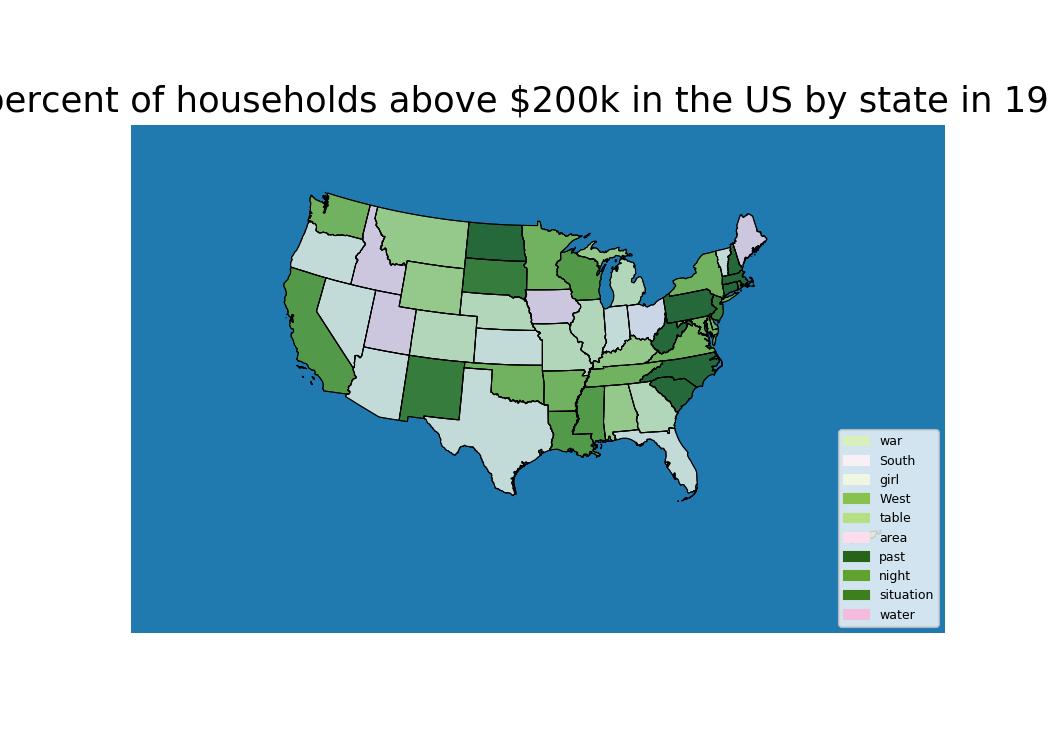 percent of households above $200k in the US by state in 19
war
South
girl
West
table
area
past
night
situation
water